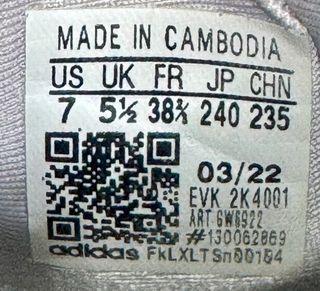 MADE IN CAMBODIA
US UK FR JP CHN
7 5½ 38⅔ 240 235
03/22
EVK 2K4001
ART GW6922
#130062869
adidas FkLXLTSn00104